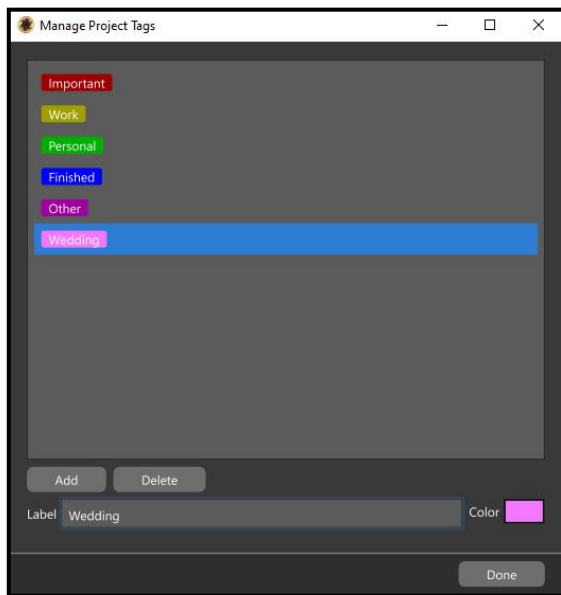 Manage Project Tags
Important
Work
Personal
Finished
Other
Wedding
Add Delete
Label Wedding Color
Done